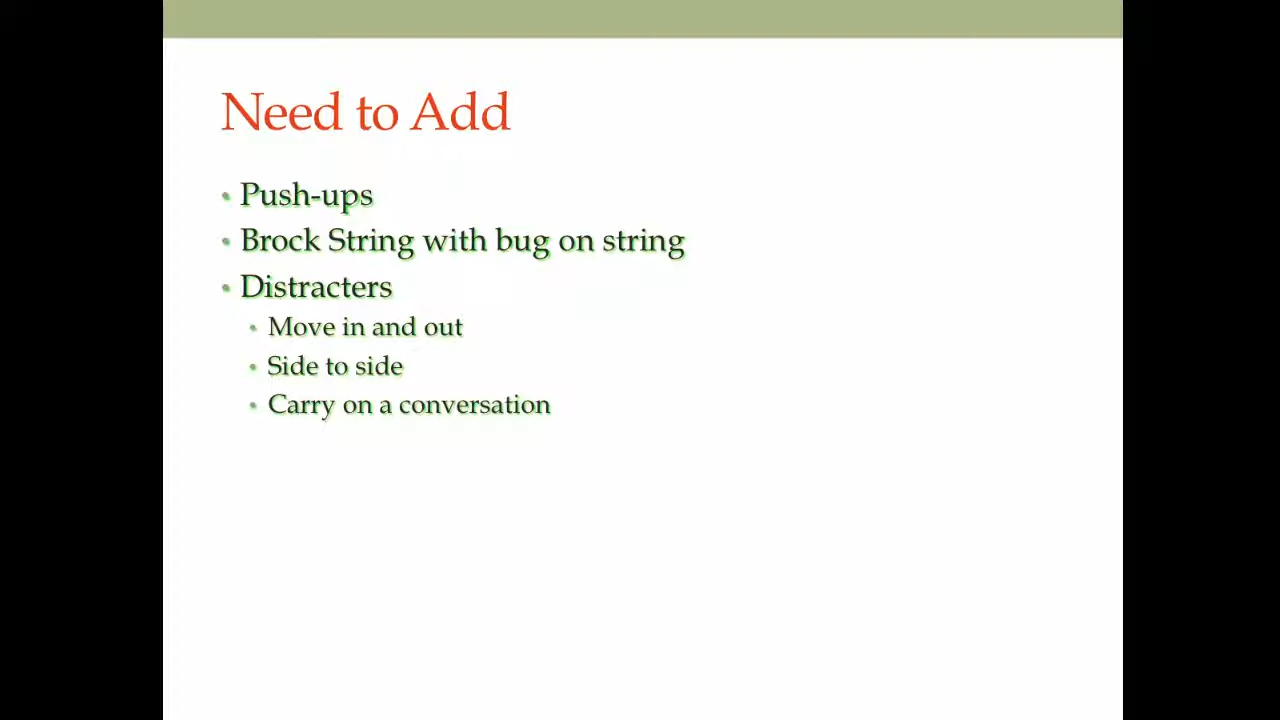 Need to Add
• Push-ups
• Brock String with bug on string
• Distracters
• Move in and out
• Side to side
• Carry on a conversation